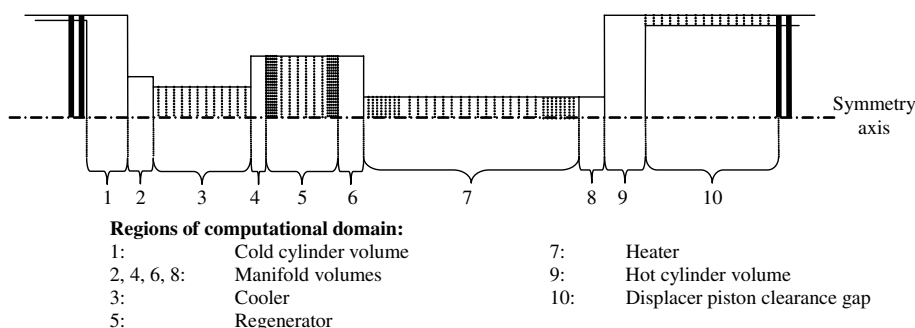 Symmetry
axis
1 2 3 4 5 6 7 8 9 10
Regions of computational domain:
1: Cold cylinder volume
2, 4, 6, 8: Manifold volumes
3: Cooler
5: Regenerator
7: Heater
9: Hot cylinder volume
10: Displacer piston clearance gap